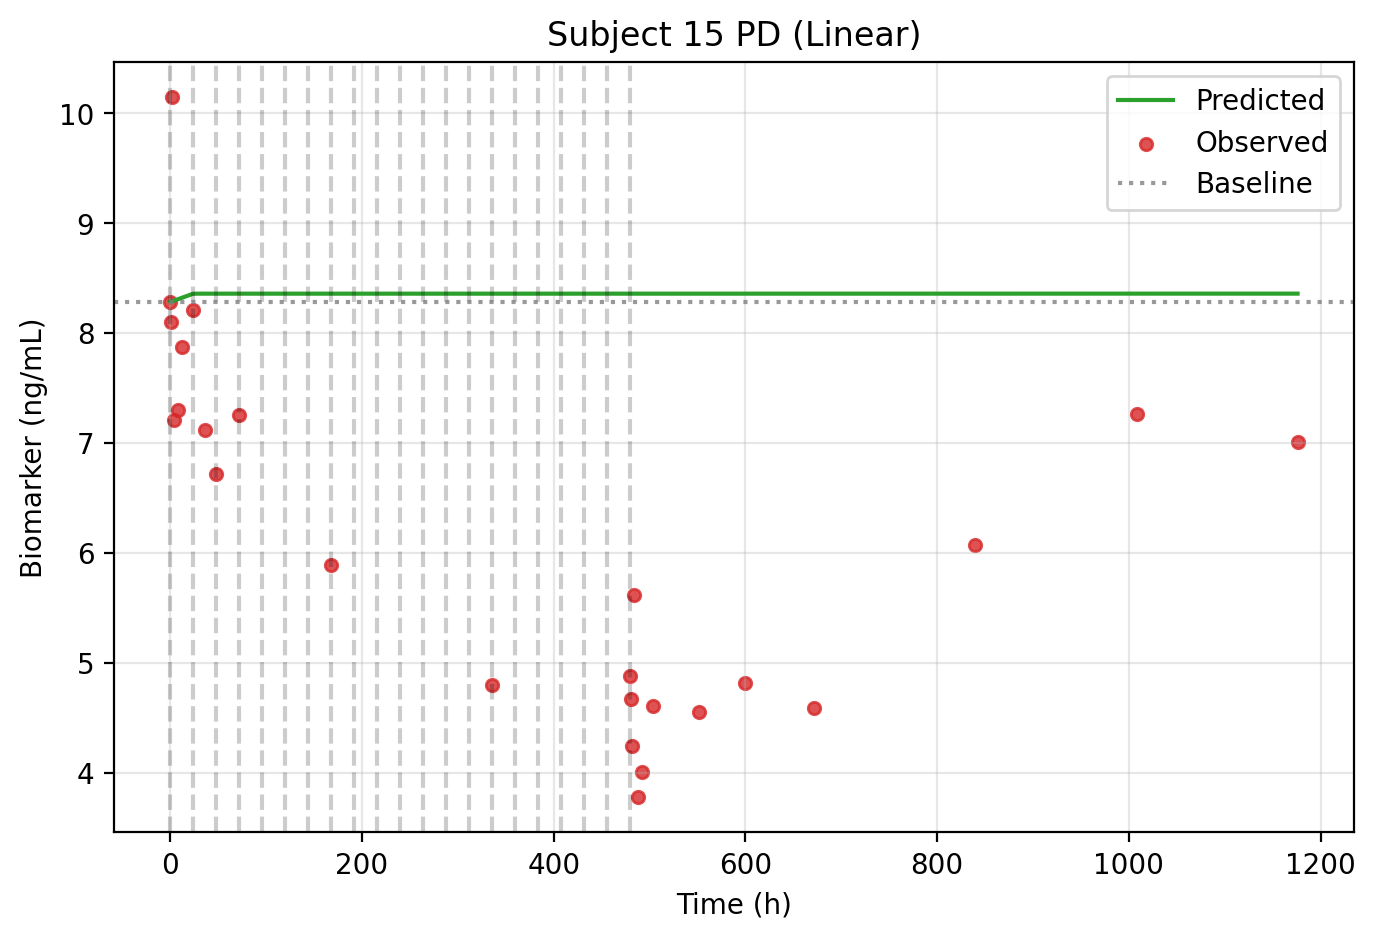 Subject 15 PD (Linear)
Predicted
Observed
Baseline
10
9
8
7
6
5
4
Biomarker (ng/mL)
0
200
400
600
800
1000
1200
Time (h)